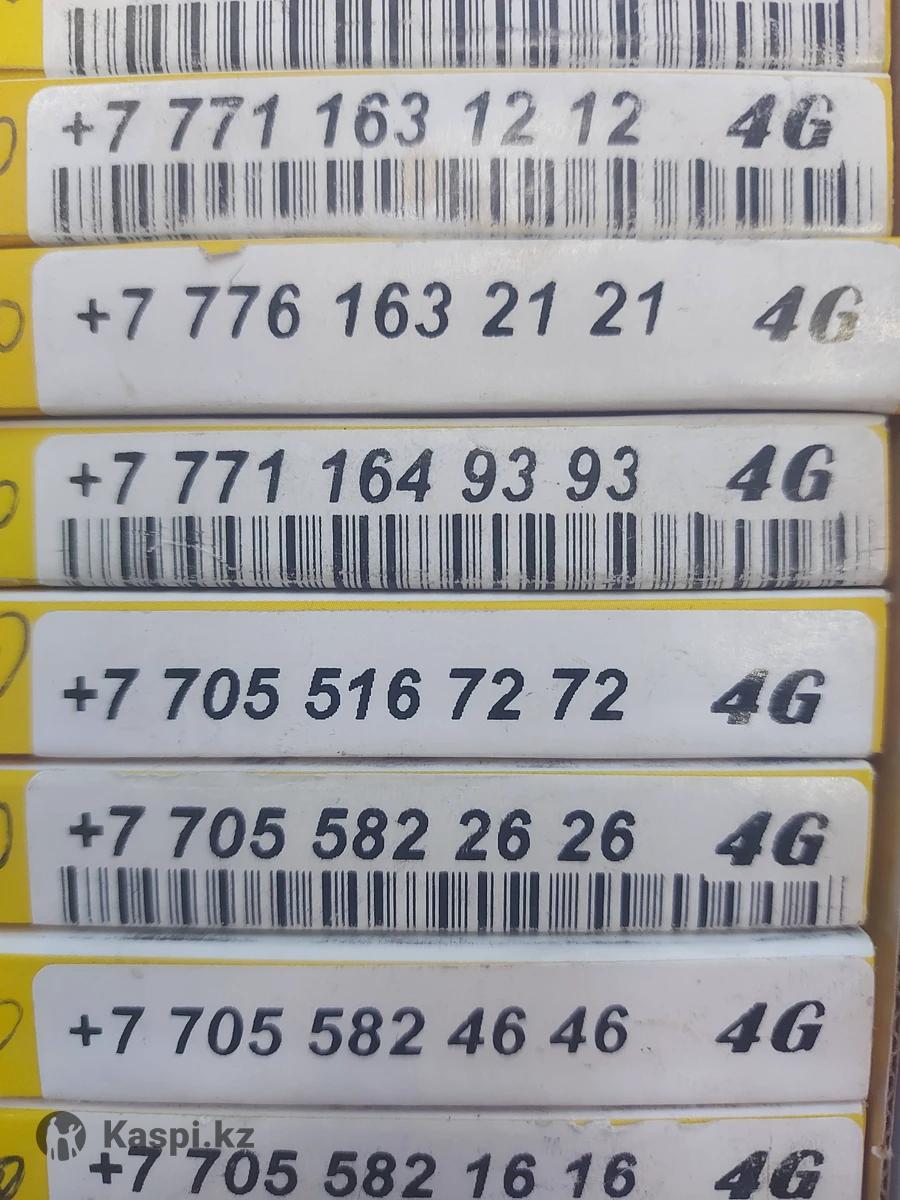 +7 771 163 12 12 4G
+7 776 163 21 21 4G
+7 771 164 93 93 4G
+7 705 516 72 72 4G
+7 705 582 26 26 4G
+7 705 582 46 46 4G
Kaspi.kz
+7 705 582 16 16 4G